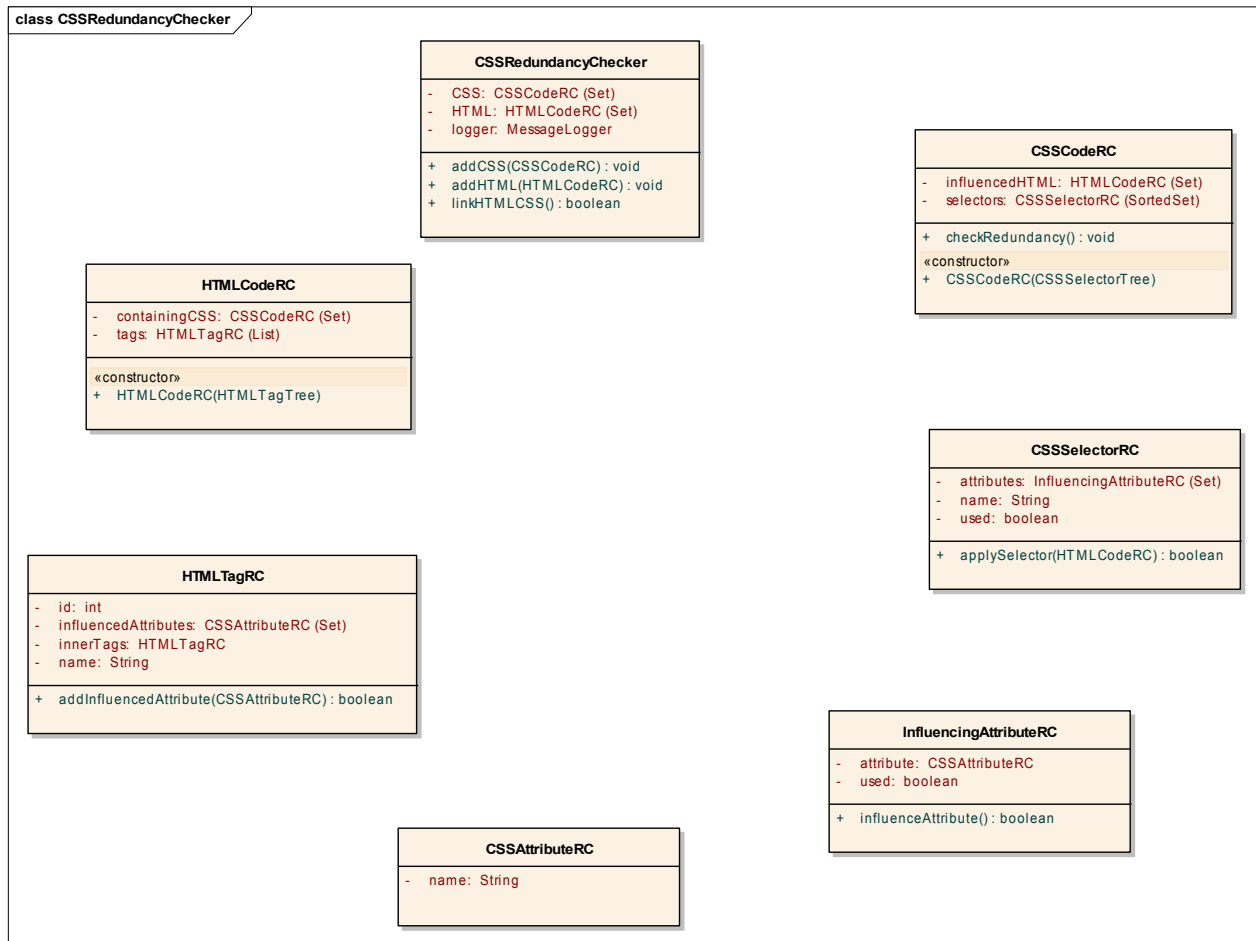 class CSSRedundancyChecker
CSSRedundancyChecker
- CSS: CSSCodeRC (Set)
- HTML: HTMLCodeRC (Set)
- logger: MessageLogger
+ addCSS(CSSCodeRC) : void
+ addHTML(HTMLCodeRC) : void
+ linkHTMLCSS() : boolean
CSSCodeRC
- influencedHTML: HTMLCodeRC (Set)
- selectors: CSSSelectorRC (SortedSet)
+ checkRedundancy() : void
«constructor»
+ CSSCodeRC(CSSSelectorTree)
HTMLCodeRC
- containingCSS: CSSCodeRC (Set)
- tags: HTMLTagRC (List)
«constructor»
+ HTMLCodeRC(HTMLTagTree)
CSSSelectorRC
- attributes: InfluencingAttributeRC (Set)
- name: String
- used: boolean
+ applySelector(HTMLCodeRC) : boolean
HTMLTagRC
- id: int
- influencedAttributes: CSSAttributeRC (Set)
- innerTags: HTMLTagRC
- name: String
+ addInfluencedAttribute(CSSAttributeRC) : boolean
InfluencingAttributeRC
- attribute: CSSAttributeRC
- used: boolean
+ influenceAttribute() : boolean
CSSAttributeRC
- name: String